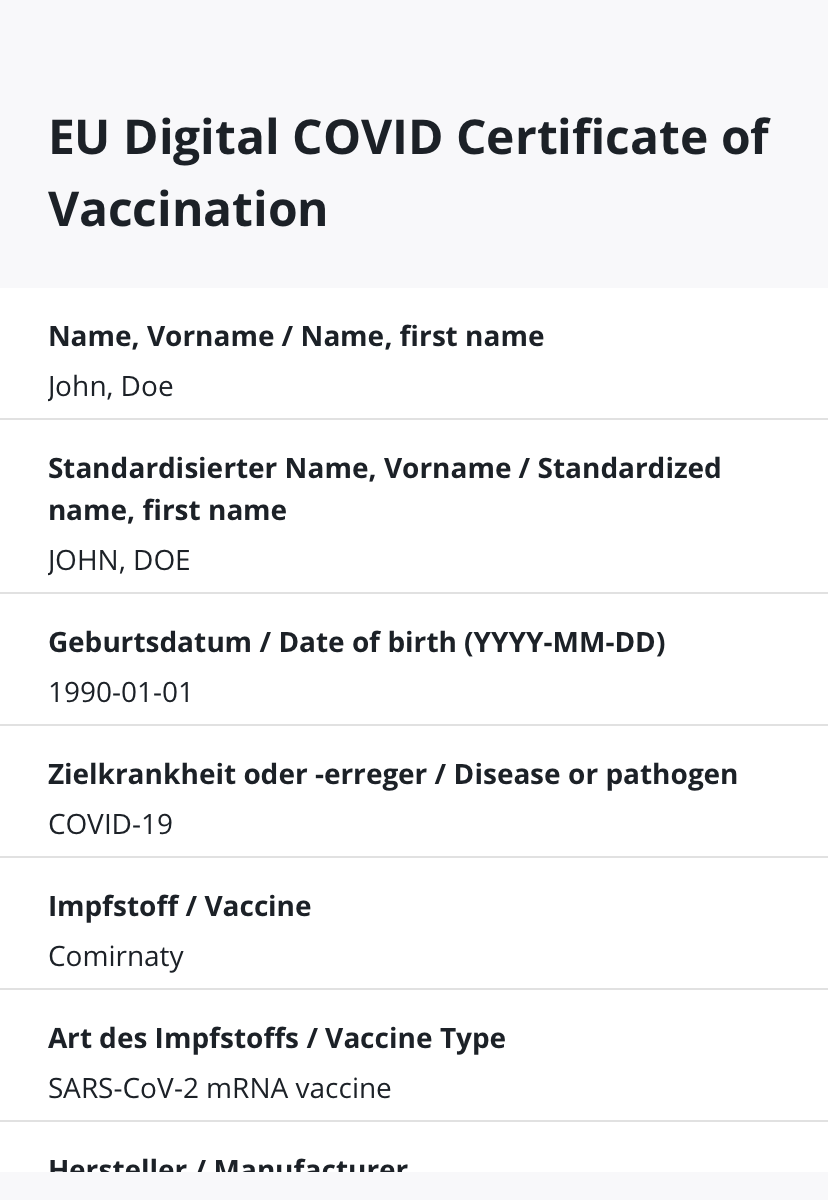 EU Digital COVID Certificate of
Vaccination
Name, Vorname / Name, first name
John, Doe
Standardisierter Name, Vorname / Standardized
name, first name
JOHN, DOE
Geburtsdatum / Date of birth (YYYY-MM-DD)
1990-01-01
Zielkrankheit oder -erreger / Disease or pathogen
COVID-19
Impfstoff / Vaccine
Comirnaty
Art des Impfstoffs / Vaccine Type
SARS-CoV-2 mRNA vaccine
Hersteller / Manufacturer